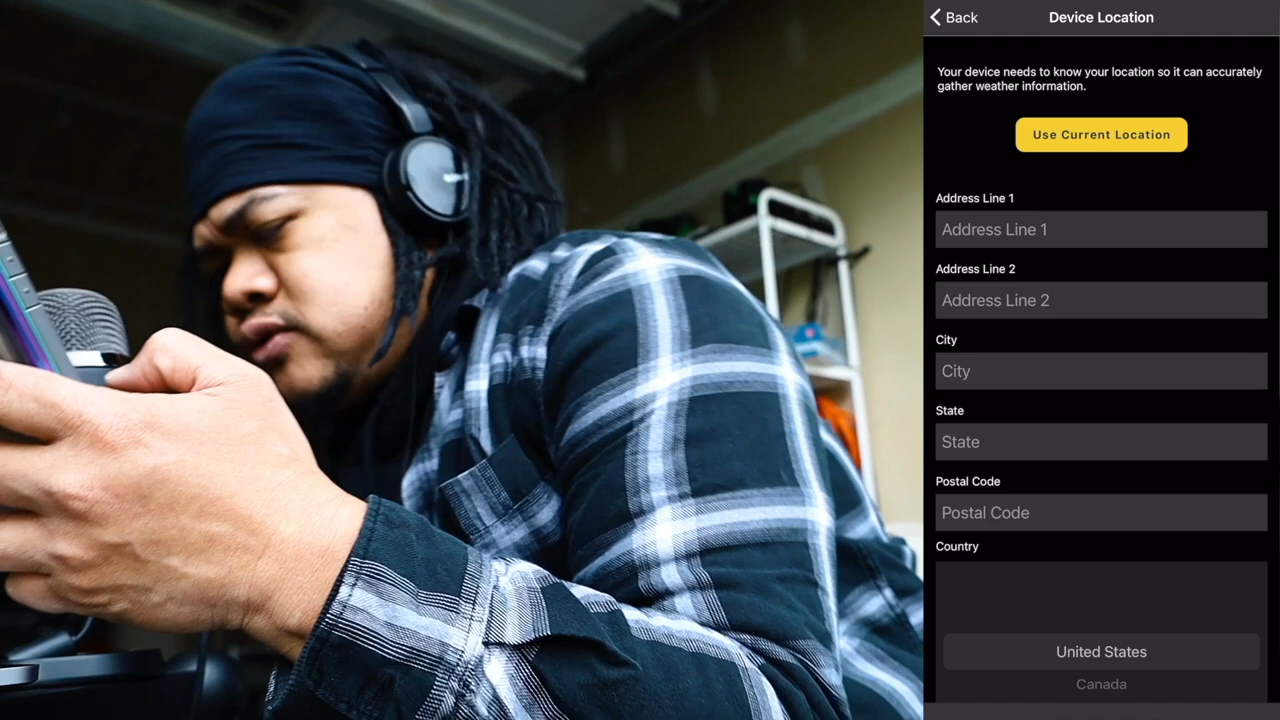 Back
Device Location
Your device needs to know your location so it can accurately
gather weather information.
Use Current Location
Address Line 1
Address Line 1
Address Line 2
Address Line 2
City
City
State
State
Postal Code
Postal Code
Country
United States
Canada